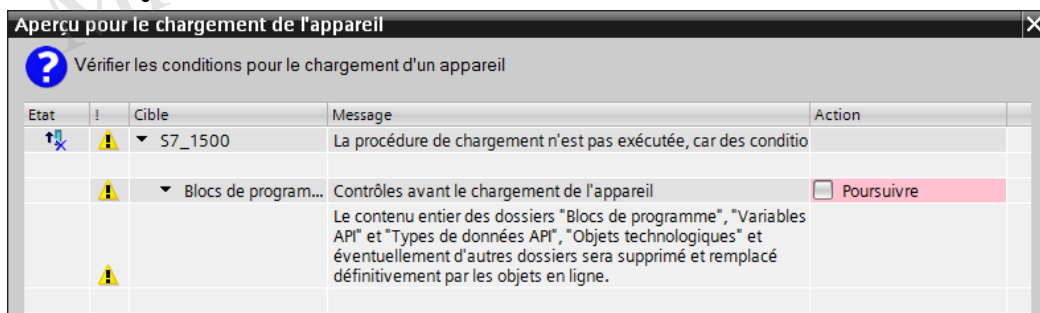 Aperçu pour le chargement de l'appareil
Vérifier les conditions pour le chargement d'un appareil
Etat ! Cible Message Action
S7_1500 La procédure de chargement n'est pas exécutée, car des conditio
Blocs de program... Contrôles avant le chargement de l'appareil Poursuivre
Le contenu entier des dossiers "Blocs de programme", "Variables
API" et "Types de données API", "Objets technologiques" et
éventuellement d'autres dossiers sera supprimé et remplacé
définitivement par les objets en ligne.